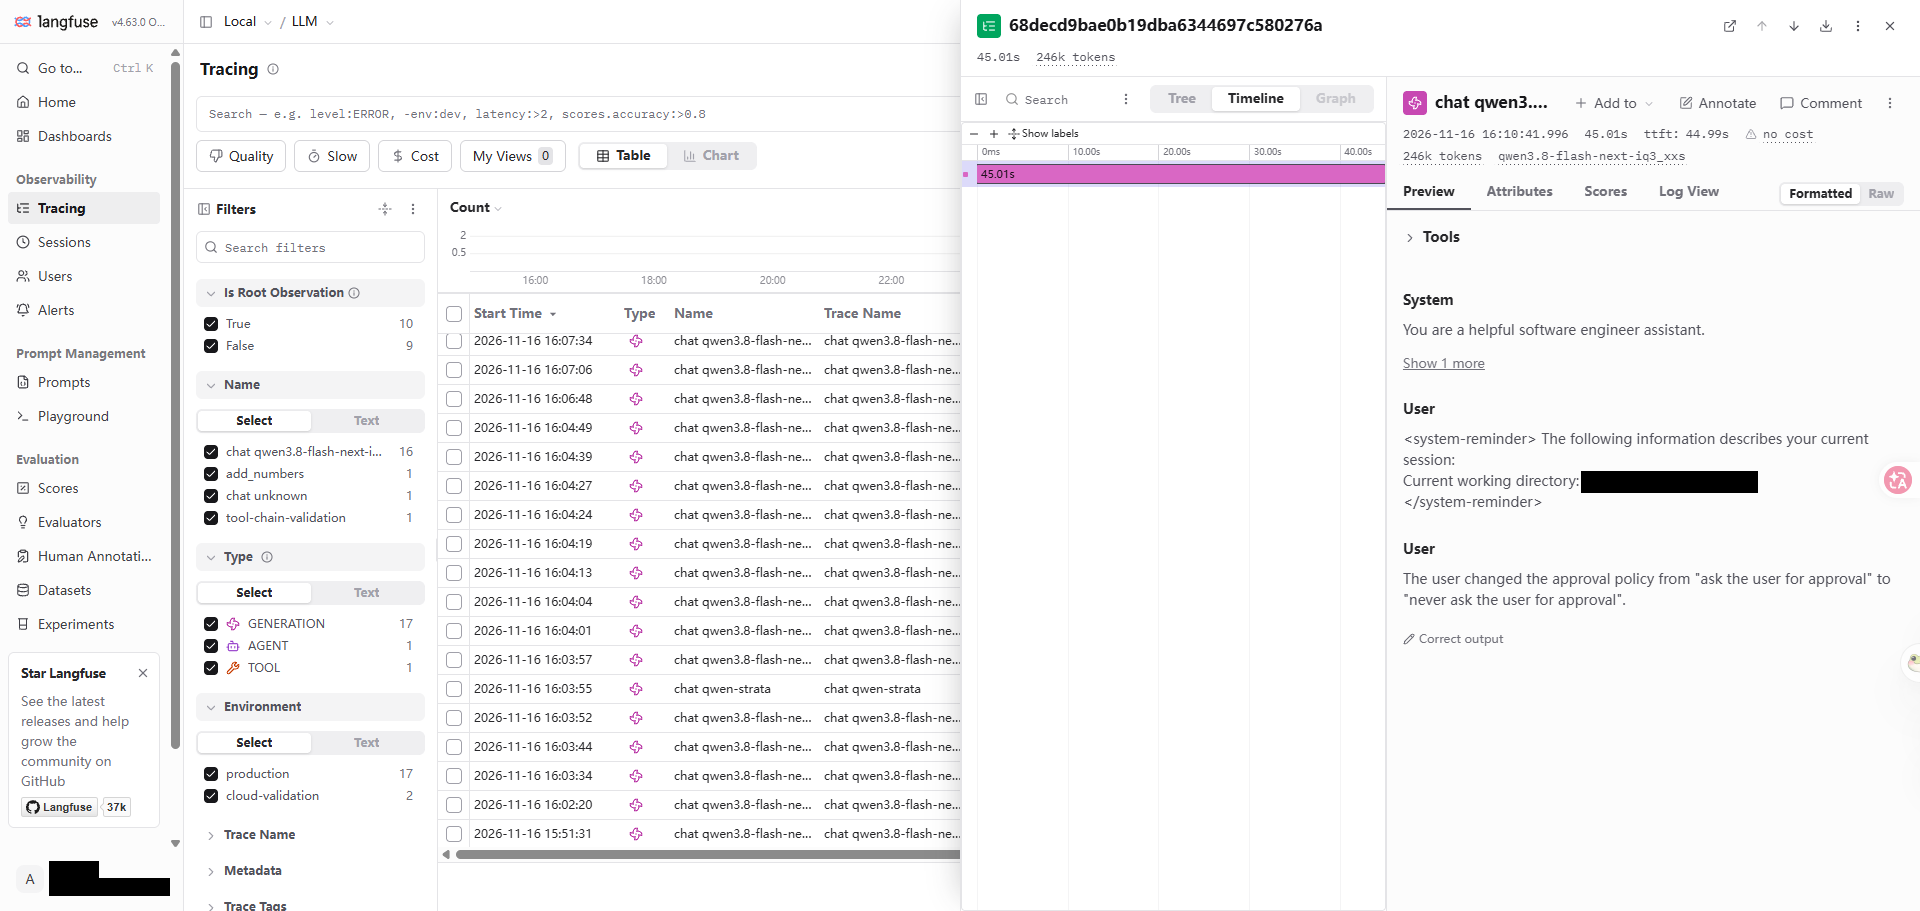 langfuse
v4.63.0 O...
Go to...
Ctrl K
Home
Dashboards
Observability
Tracing
Sessions
Users
Alerts
Prompt Management
Prompts
Playground
Evaluation
Scores
Evaluators
Human Annotati...
Datasets
Experiments
Star Langfuse
See the latest
releases and help
grow the
community on
GitHub
Langfuse
37k
A
Local
/
LLM
Tracing
Search — e.g. level:ERROR, -env:dev, latency:>2, scores.accuracy:>0.8
Quality
Slow
$ Cost
My Views 0
Table
Chart
Filters
Search filters
Is Root Observation
True 10
False 9
Name
Select Text
chat qwen3.8-flash-next-i... 16
add_numbers 1
chat unknown 1
tool-chain-validation 1
Type
Select Text
GENERATION 17
AGENT 1
TOOL 1
Environment
Select Text
production 17
cloud-validation 2
Trace Name
Metadata
Trace Tags
Count
2
0.5
16:00 18:00 20:00 22:00
Start Time Type Name Trace Name
2026-11-16 16:07:34 chat qwen3.8-flash-ne... chat qwen3.8-flash-ne...
2026-11-16 16:07:06 chat qwen3.8-flash-ne... chat qwen3.8-flash-ne...
2026-11-16 16:06:48 chat qwen3.8-flash-ne... chat qwen3.8-flash-ne...
2026-11-16 16:04:49 chat qwen3.8-flash-ne... chat qwen3.8-flash-ne...
2026-11-16 16:04:39 chat qwen3.8-flash-ne... chat qwen3.8-flash-ne...
2026-11-16 16:04:27 chat qwen3.8-flash-ne... chat qwen3.8-flash-ne...
2026-11-16 16:04:24 chat qwen3.8-flash-ne... chat qwen3.8-flash-ne...
2026-11-16 16:04:19 chat qwen3.8-flash-ne... chat qwen3.8-flash-ne...
2026-11-16 16:04:13 chat qwen3.8-flash-ne... chat qwen3.8-flash-ne...
2026-11-16 16:04:04 chat qwen3.8-flash-ne... chat qwen3.8-flash-ne...
2026-11-16 16:04:01 chat qwen3.8-flash-ne... chat qwen3.8-flash-ne...
2026-11-16 16:03:57 chat qwen3.8-flash-ne... chat qwen3.8-flash-ne...
2026-11-16 16:03:55 chat qwen-strata chat qwen-strata
2026-11-16 16:03:52 chat qwen3.8-flash-ne... chat qwen3.8-flash-ne...
2026-11-16 16:03:44 chat qwen3.8-flash-ne... chat qwen3.8-flash-ne...
2026-11-16 16:03:34 chat qwen3.8-flash-ne... chat qwen3.8-flash-ne...
2026-11-16 16:02:20 chat qwen3.8-flash-ne... chat qwen3.8-flash-ne...
2026-11-16 15:51:31 chat qwen3.8-flash-ne... chat qwen3.8-flash-ne...
68decd9bae0b19dba6344697c580276a
45.01s 246k tokens
Search
Tree Timeline Graph
Show labels
0ms 10.00s 20.00s 30.00s 40.00s
45.01s
chat qwen3....
Add to
Annotate
Comment
2026-11-16 16:10:41.996 45.01s ttft: 44.99s no cost
246k tokens qwen3.8-flash-next-iq3_xxs
Preview Attributes Scores Log View
Formatted Raw
Tools
System
You are a helpful software engineer assistant.
Show 1 more
User
<system-reminder> The following information describes your current
session:
Current working directory:
</system-reminder>
User
The user changed the approval policy from "ask the user for approval" to
"never ask the user for approval".
Correct output